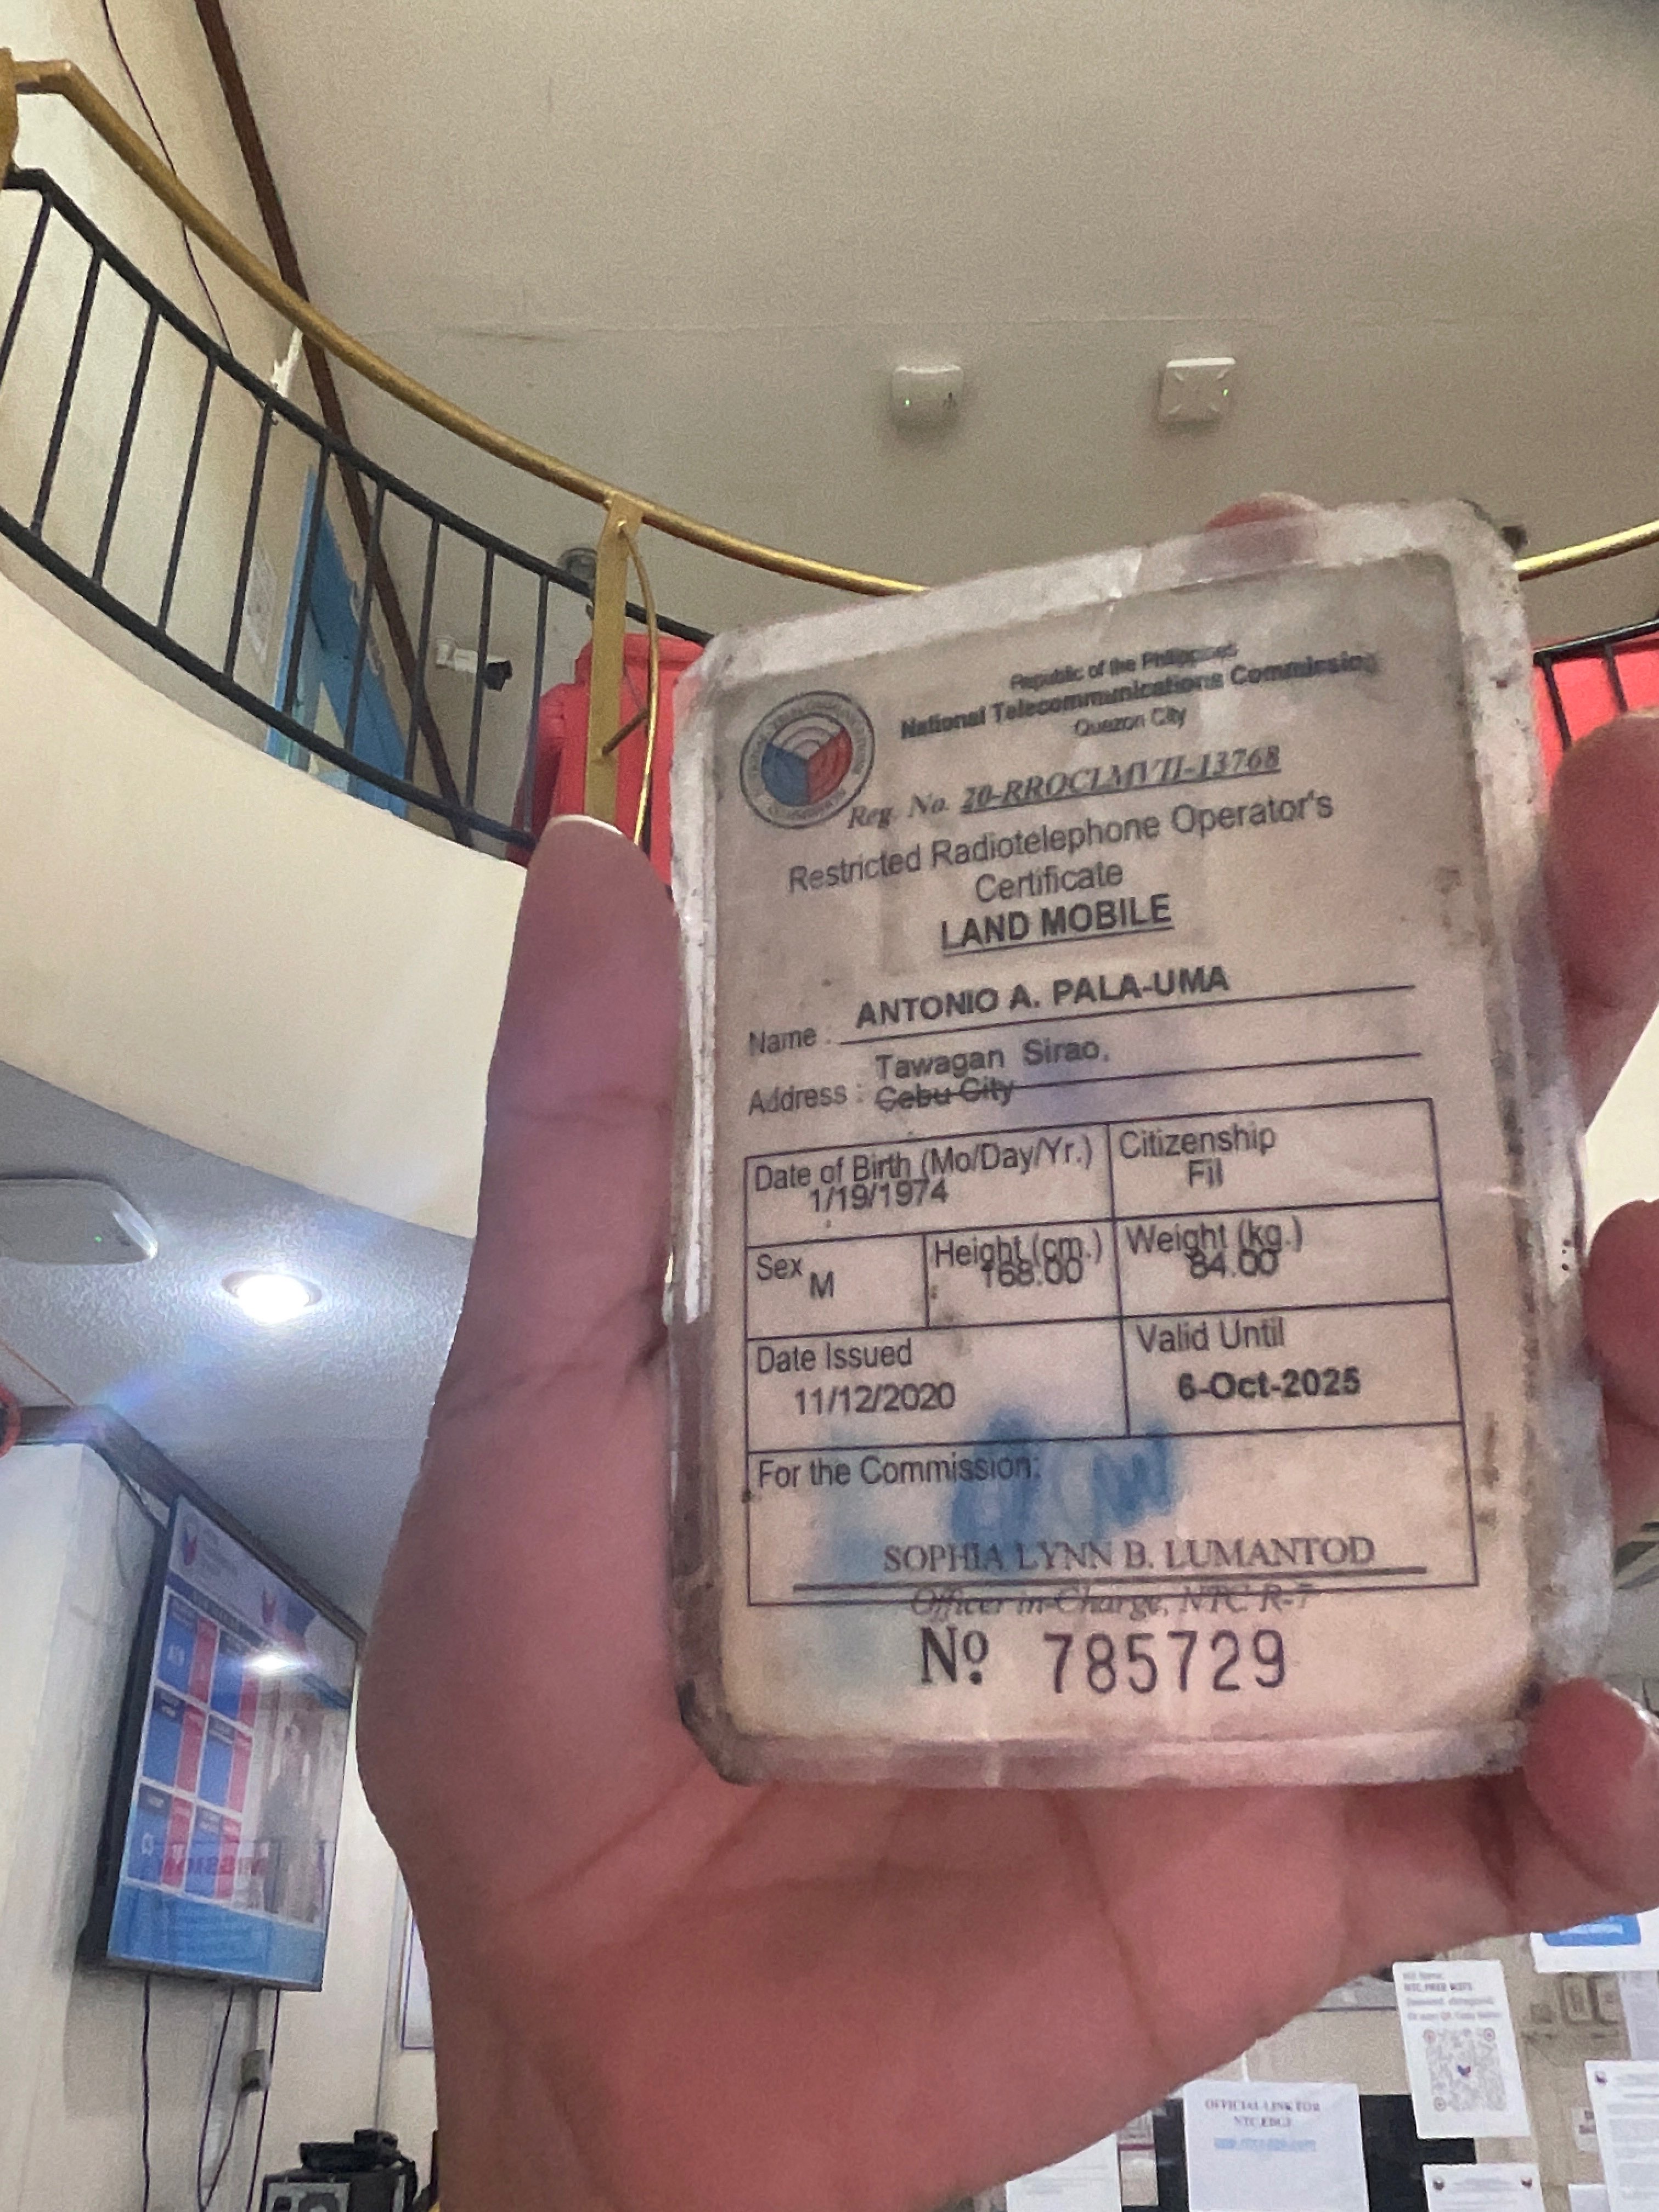 Republic of the Philippines
National Telecommunications Commission
Quezon City
Reg. No. 20-RROCLMVII-13768
Restricted Radiotelephone Operator's
Certificate
LAND MOBILE
Name : ANTONIO A. PALA-UMA
Address : Tawagan Sirao,
Cebu City
Date of Birth (Mo/Day/Yr.)
1/19/1974
Citizenship
Fil
Sex M
Height (cm.)
168.00
Weight (kg.)
84.00
Date Issued
11/12/2020
Valid Until
6-Oct-2025
For the Commission:
SOPHIA LYNN B. LUMANTOD
Officer in-Charge, NTC R-7
Nº 785729
OFFICIAL LINK FOR